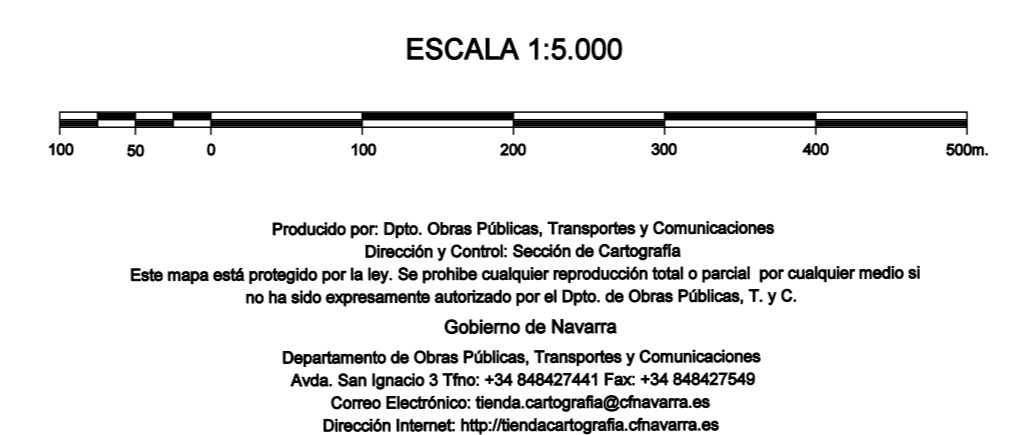 ESCALA 1:5.000
100 50 0 100 200 300 400 500m.
Producido por: Dpto. Obras Públicas, Transportes y Comunicaciones
Dirección y Control: Sección de Cartografía
Este mapa está protegido por la ley. Se prohibe cualquier reproducción total o parcial por cualquier medio si
no ha sido expresamente autorizado por el Dpto. de Obras Públicas, T. y C.
Gobierno de Navarra
Departamento de Obras Públicas, Transportes y Comunicaciones
Avda. San Ignacio 3 Tfno: +34 848427441 Fax: +34 848427549
Correo Electrónico: tienda.cartografia@cfnavarra.es
Dirección Internet: http://tiendacartografia.cfnavarra.es